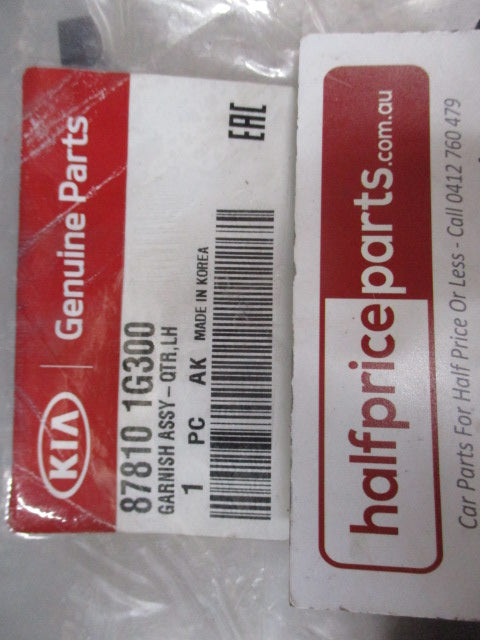 KIA Genuine Parts
87810 1G300
GARNISH ASSY-QTR,LH
1 PC AK MADE IN KOREA
EAC
halfpriceparts.com.au
Car Parts For Half Price Or Less - Call 0412 760 479